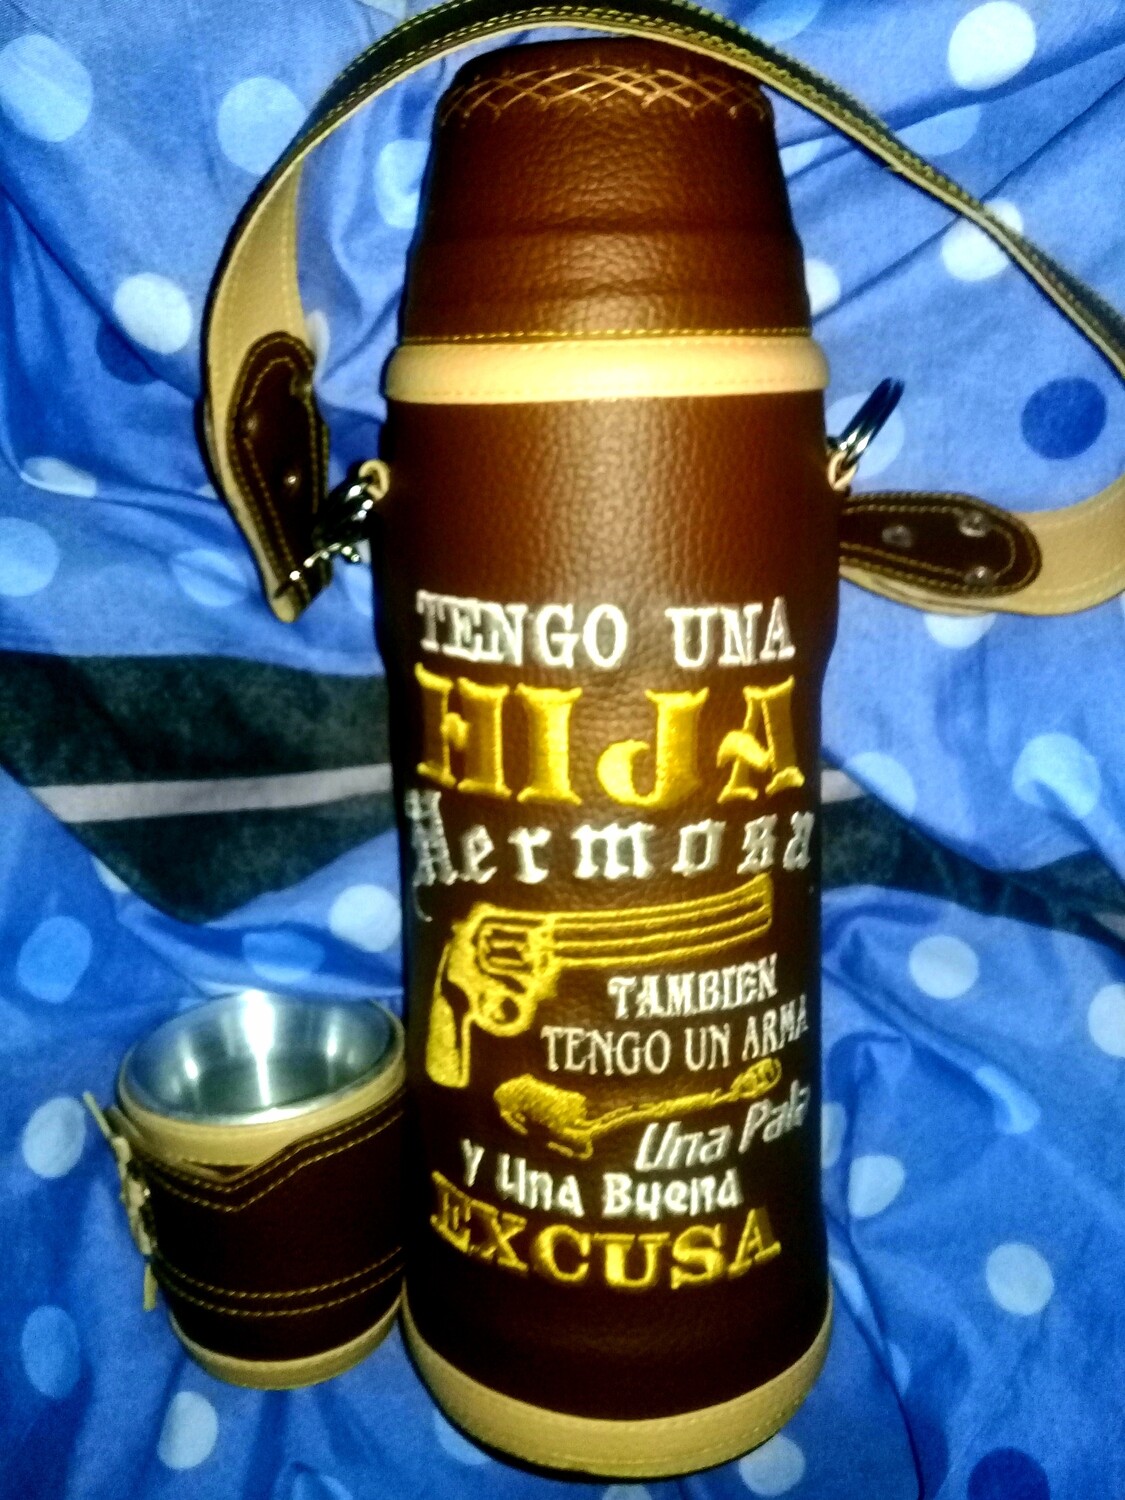 TENGO UNA
HIJA
Hermosa
TAMBIEN
TENGO UN ARMA
Una Pala
y Una Buena
EXCUSA